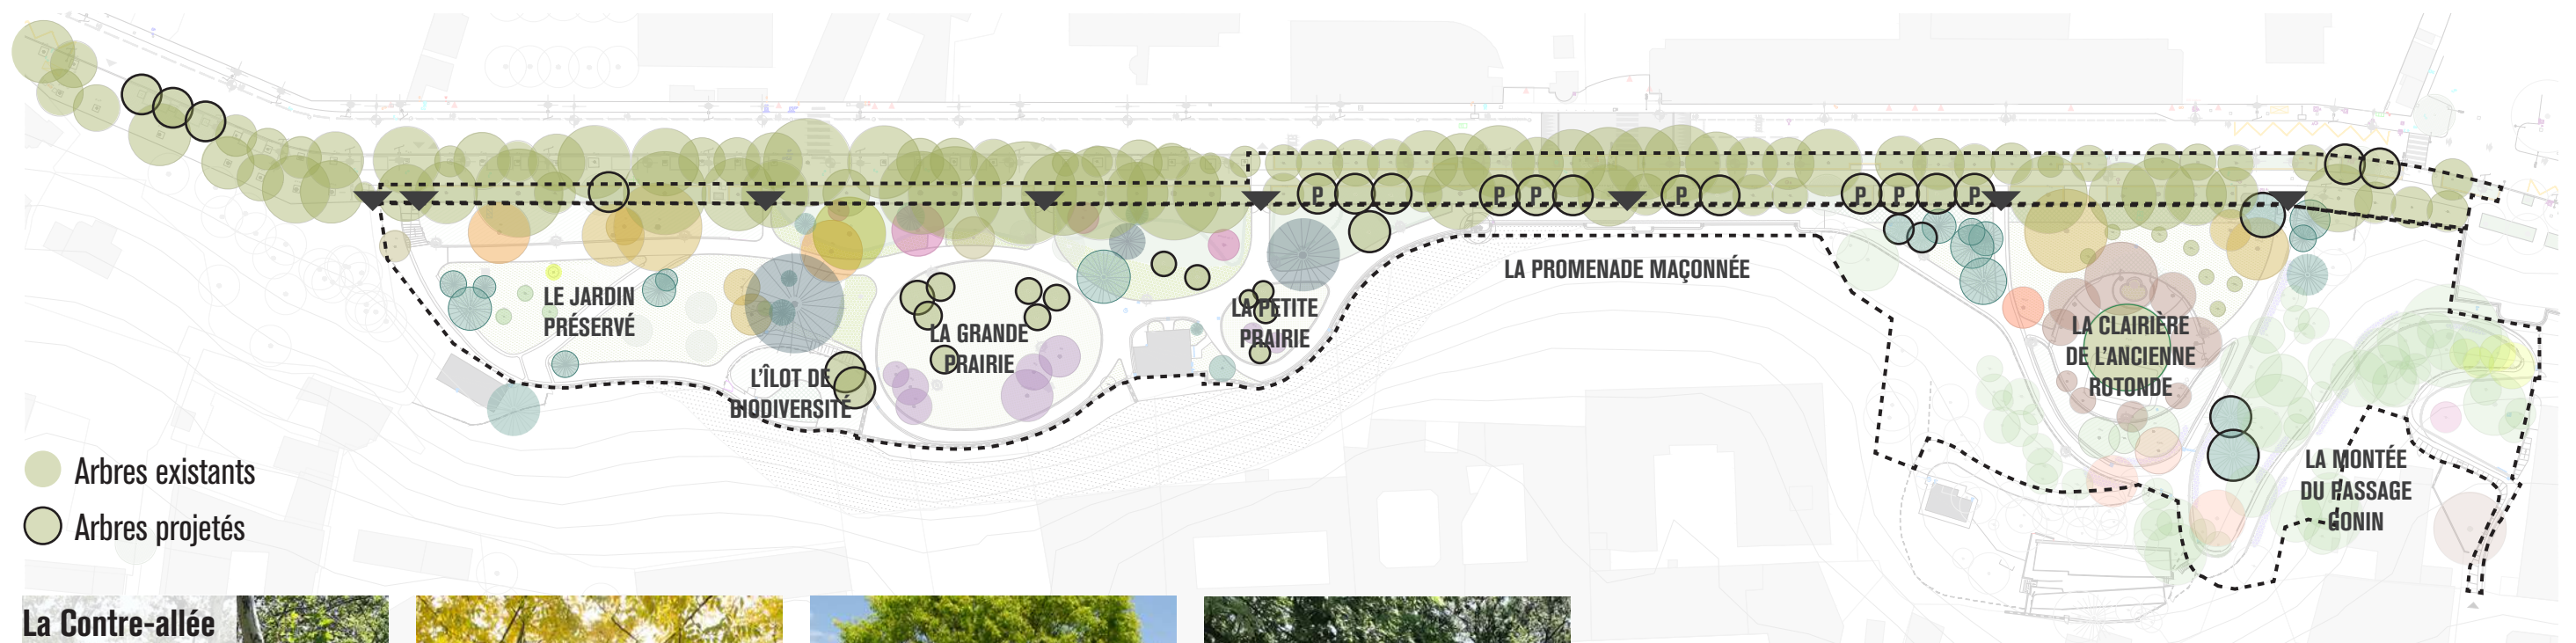 P P P P P P P P
LE JARDIN
PRÉSERVÉ
L'ÎLOT DE
BIODIVERSITÉ
LA GRANDE
PRAIRIE
LA PETITE
PRAIRIE
LA PROMENADE MAÇONNÉE
LA CLAIRIÈRE
DE L'ANCIENNE
ROTONDE
LA MONTÉE
DU PASSAGE
GONIN
Arbres existants
Arbres projetés
La Contre-allée